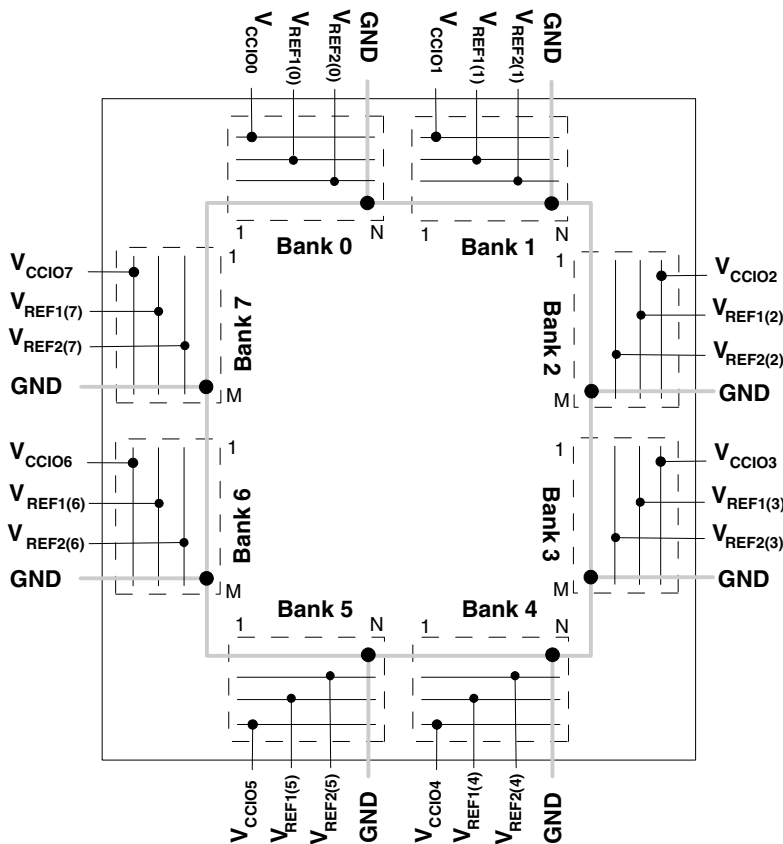 VCCIO0
VREF1(0)
VREF2(0)
GND
VCCIO1
VREF1(1)
VREF2(1)
GND
1
Bank 0
N
1
Bank 1
N
VCCIO7
VREF1(7)
VREF2(7)
GND
1
Bank 7
M
1
Bank 2
M
VCCIO2
VREF1(2)
VREF2(2)
GND
VCCIO6
VREF1(6)
VREF2(6)
GND
1
Bank 6
M
1
Bank 3
M
VCCIO3
VREF1(3)
VREF2(3)
GND
1
Bank 5
N
1
Bank 4
N
VCCIO5
VREF1(5)
VREF2(5)
GND
VCCIO4
VREF1(4)
VREF2(4)
GND